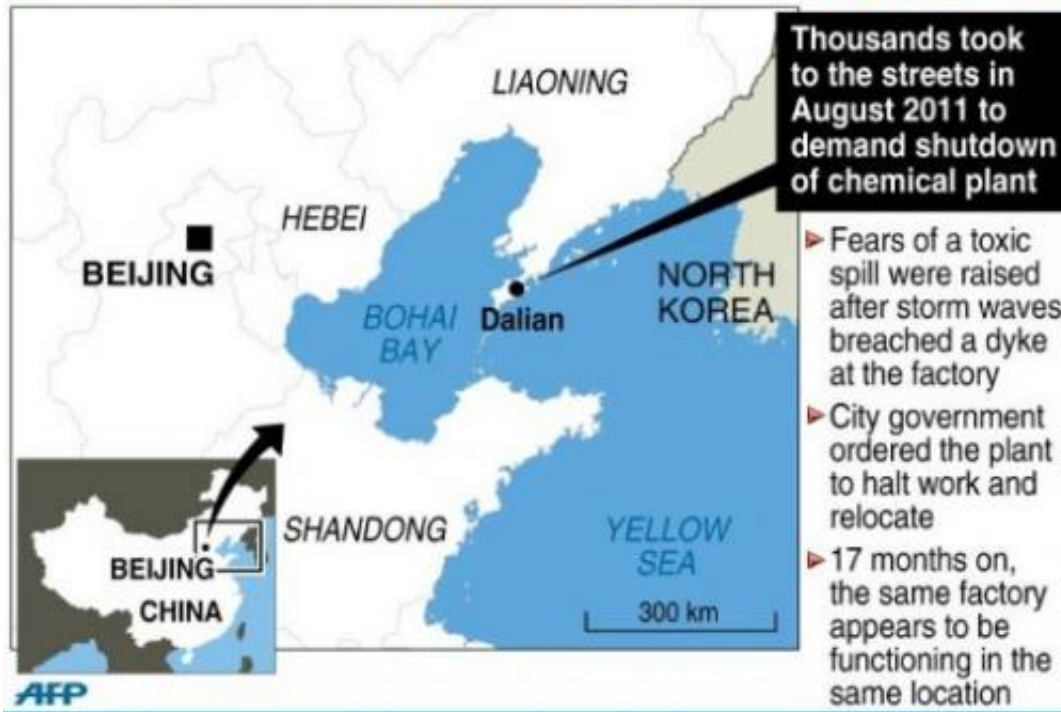 Thousands took
to the streets in
August 2011 to
demand shutdown
of chemical plant
LIAONING
HEBEI
BEIJING
BOHAI
BAY
Dalian
NORTH
KOREA
SHANDONG
YELLOW
SEA
300 km
BEIJING
CHINA
Fears of a toxic
spill were raised
after storm waves
breached a dyke
at the factory
City government
ordered the plant
to halt work and
relocate
17 months on,
the same factory
appears to be
functioning in the
same location
AFP